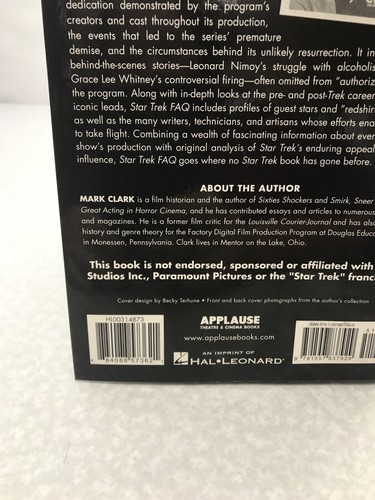 dedication demonstrated by the program's
creators and cast throughout its production,
the events that led to the series' premature
demise, and the circumstances behind its unlikely resurrection. It in
behind-the-scenes stories—Leonard Nimoy's struggle with alcoholis
Grace Lee Whitney's controversial firing—often omitted from "authoriz
the program. Along with in-depth looks at the pre- and post-Trek career
iconic leads, Star Trek FAQ includes profiles of guest stars and "redshir
as well as the many writers, technicians, and artisans whose efforts ena
to take flight. Combining a wealth of fascinating information about ever
show's production with original analysis of Star Trek's enduring appeal
influence, Star Trek FAQ goes where no Star Trek book has gone before.
ABOUT THE AUTHOR
MARK CLARK is a film historian and the author of Sixties Shockers and Smirk, Sneer
Great Acting in Horror Cinema, and he has contributed essays and articles to numerous
and magazines. He is a former film critic for the Louisville Courier-Journal and has also
history and genre theory for the Factory Digital Film Production Program at Douglas Educa
in Monessen, Pennsylvania. Clark lives in Mentor on the Lake, Ohio.
This book is not endorsed, sponsored or affiliated with
Studios Inc., Paramount Pictures or the "Star Trek" franc
Cover design by Becky Terhune • Front and back cover photographs from the author's collection
HL00314873
APPLAUSE
THEATRE & CINEMA BOOKS
www.applausebooks.com
AN IMPRINT OF
HAL•LEONARD